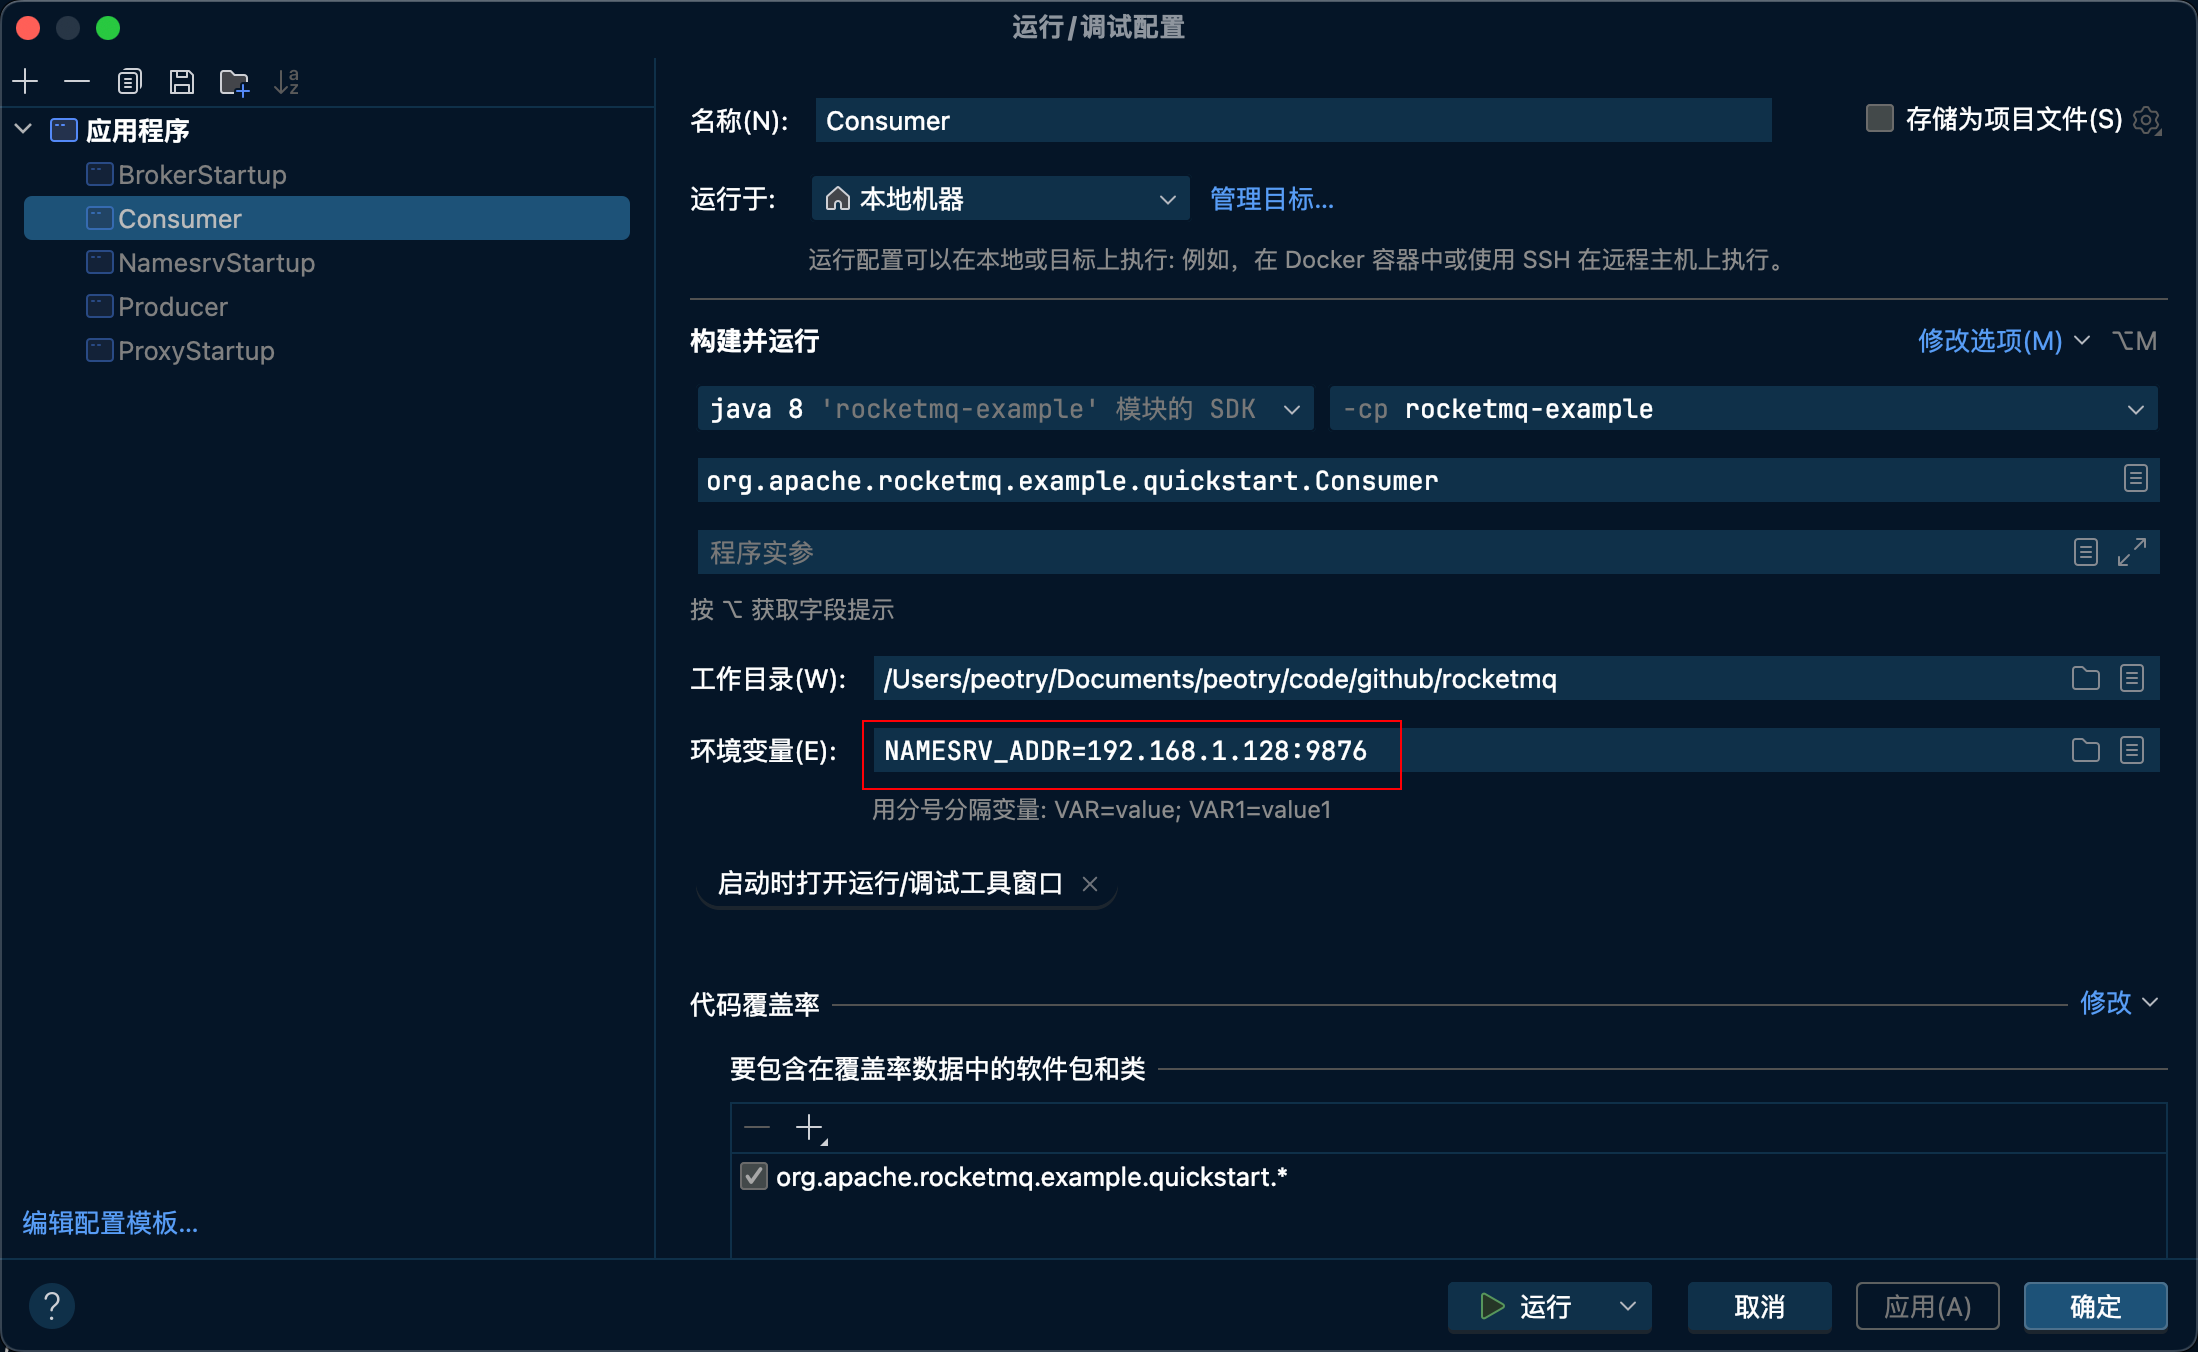 运行/调试配置
应用程序
BrokerStartup
Consumer
NamesrvStartup
Producer
ProxyStartup
编辑配置模板...
名称(N):
Consumer
存储为项目文件(S)
运行于:
本地机器
管理目标...
运行配置可以在本地或目标上执行: 例如，在 Docker 容器中或使用 SSH 在远程主机上执行。
构建并运行
修改选项(M)
⌥M
java 8 'rocketmq-example' 模块的 SDK
-cp rocketmq-example
org.apache.rocketmq.example.quickstart.Consumer
程序实参
按 ⌥ 获取字段提示
工作目录(W):
/Users/peotry/Documents/peotry/code/github/rocketmq
环境变量(E):
NAMESRV_ADDR=192.168.1.128:9876
用分号分隔变量: VAR=value; VAR1=value1
启动时打开运行/调试工具窗口
代码覆盖率
修改
要包含在覆盖率数据中的软件包和类
org.apache.rocketmq.example.quickstart.*
?
运行
取消
应用(A)
确定